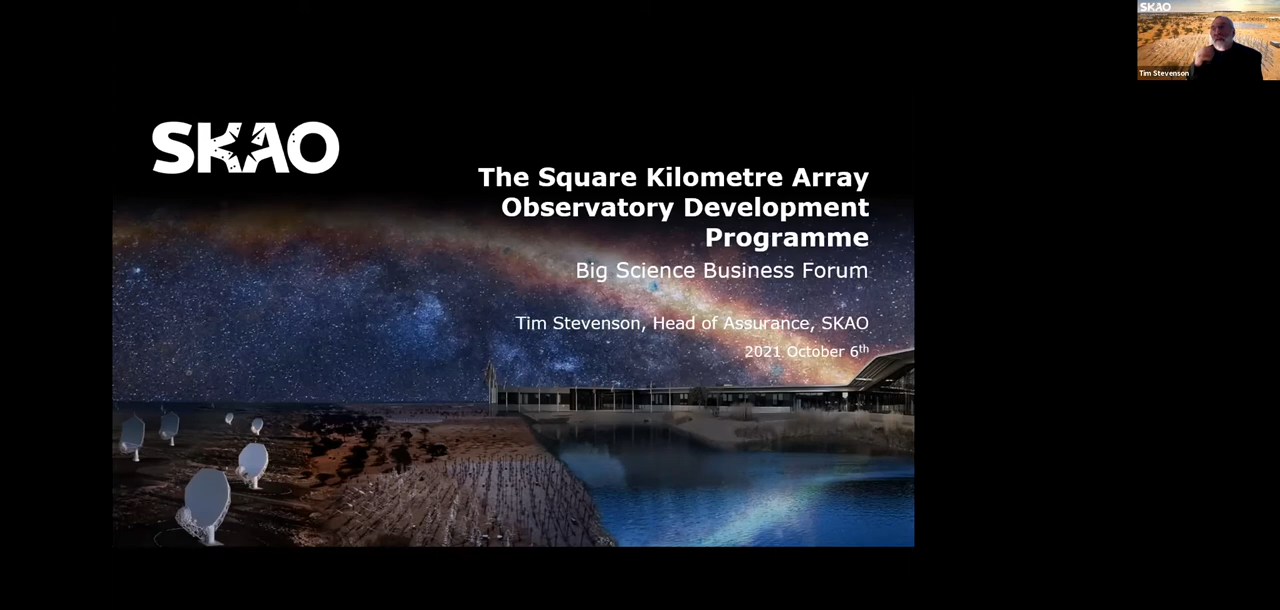 SKAO
Tim Stevenson
SKAO
The Square Kilometre Array
Observatory Development
Programme
Big Science Business Forum
Tim Stevenson, Head of Assurance, SKAO
2021 October 6th